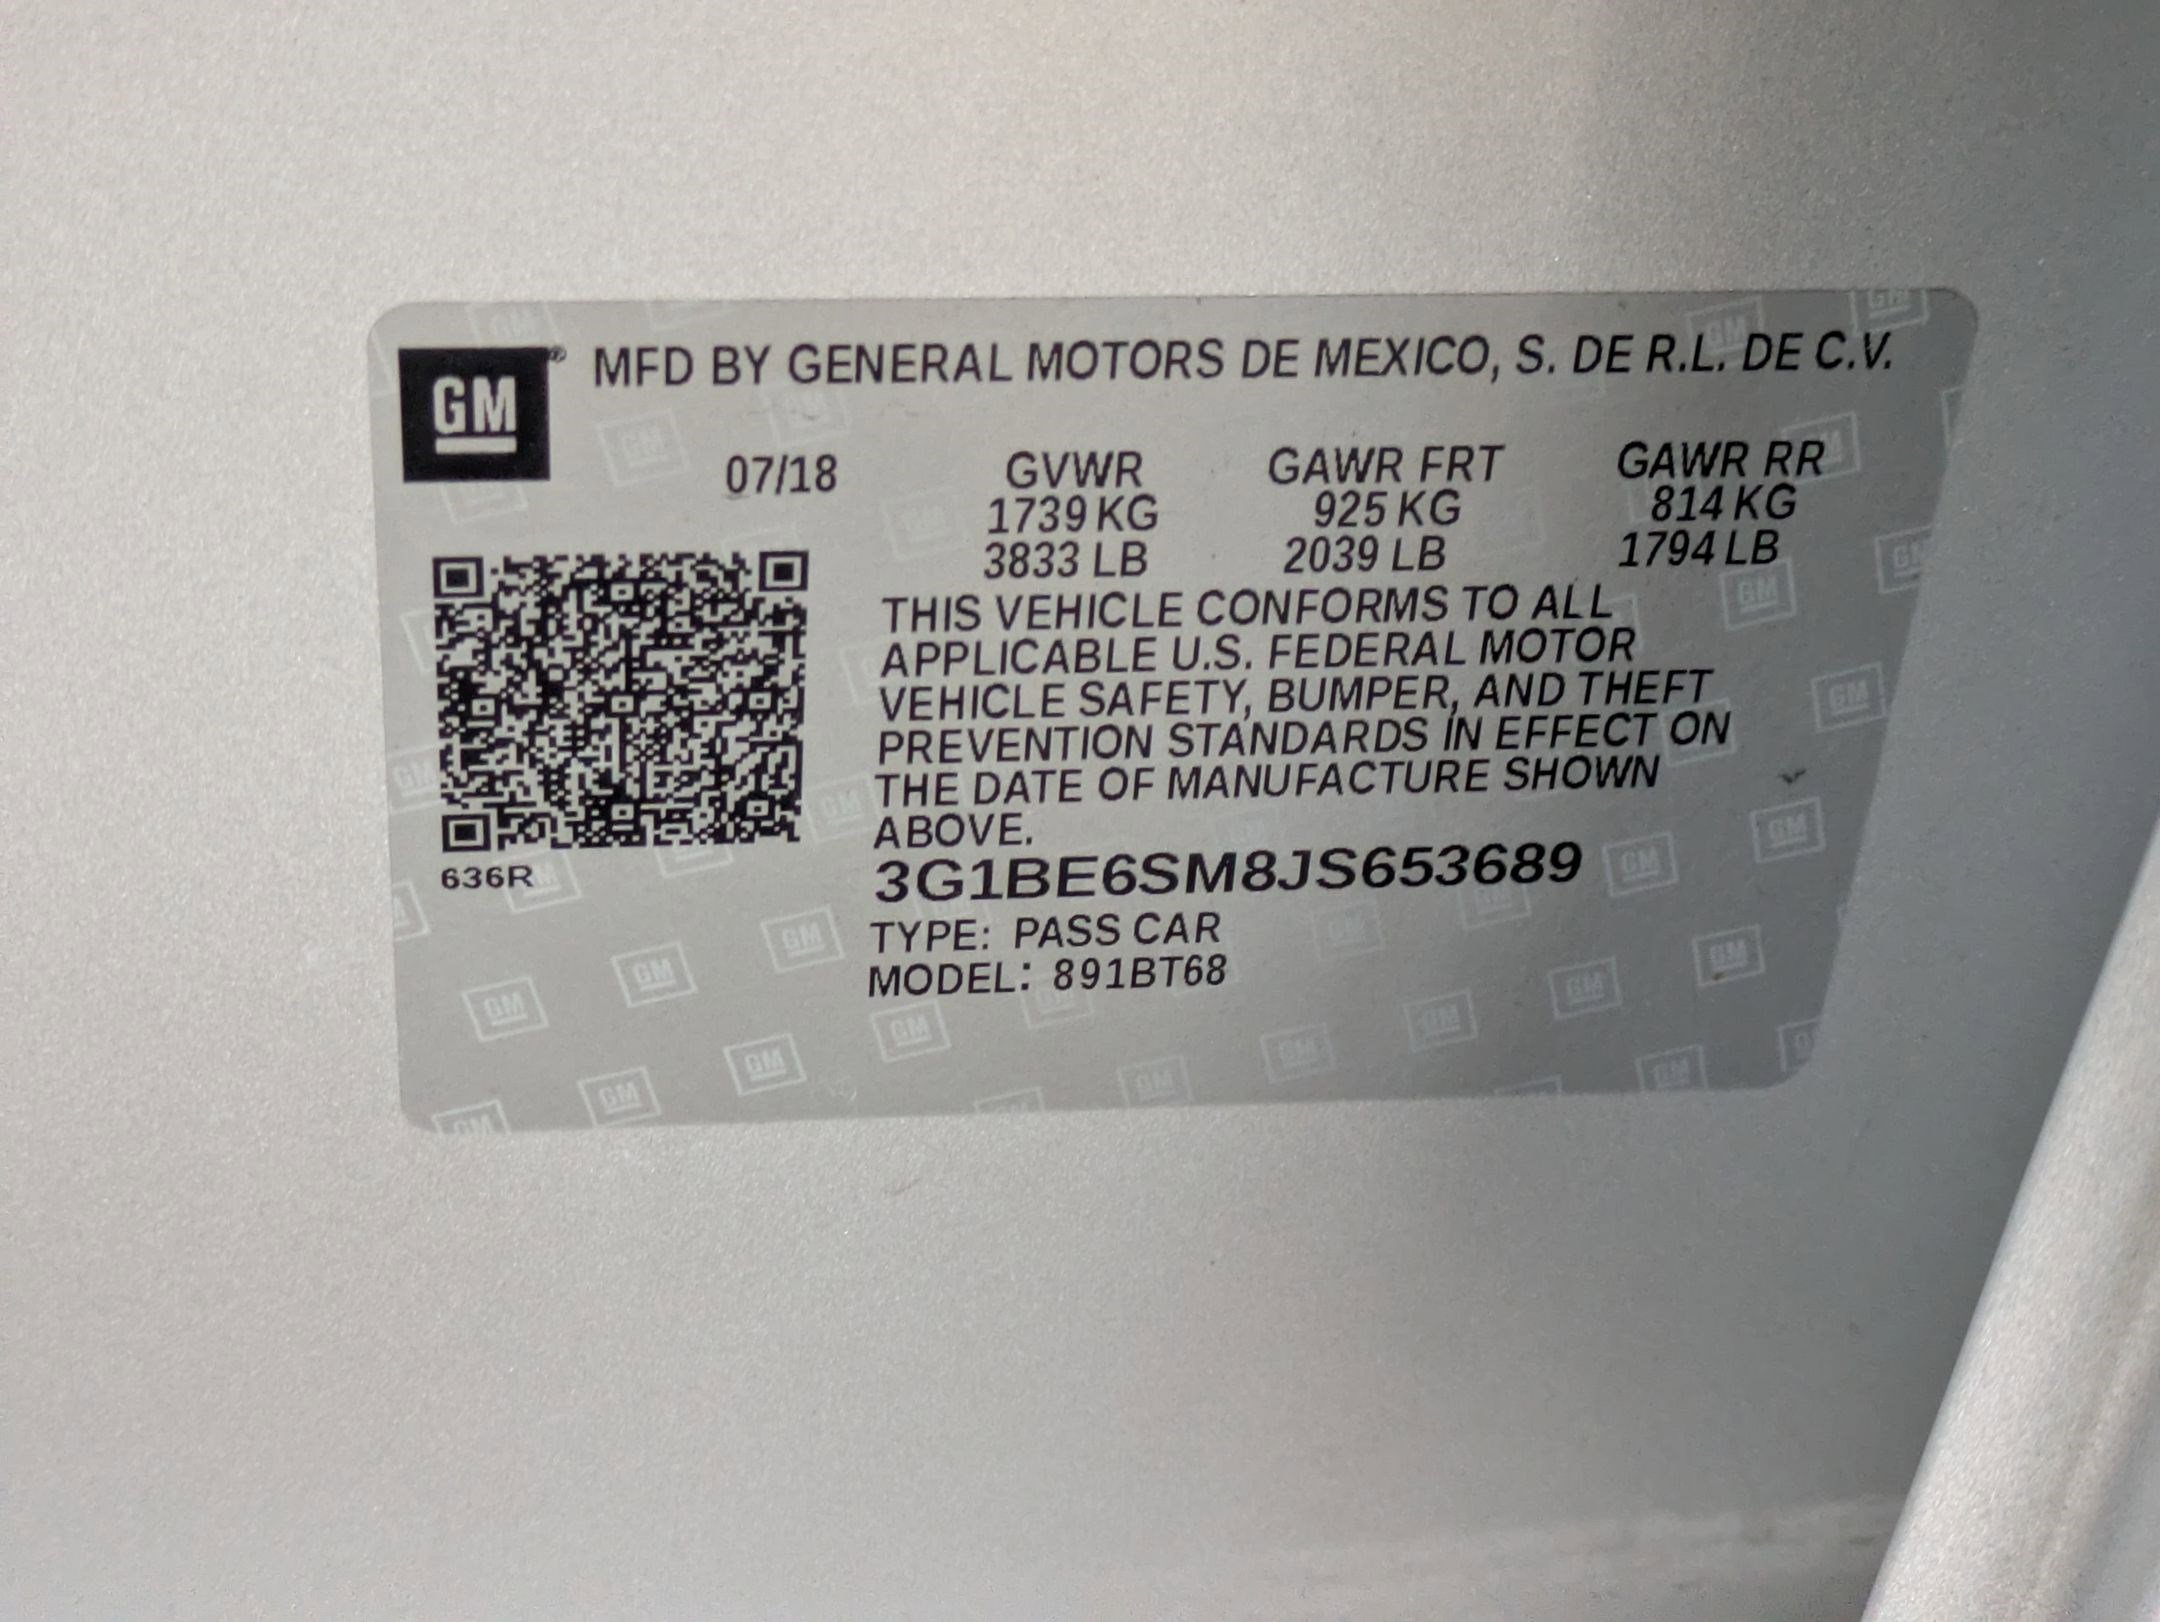 GM® MFD BY GENERAL MOTORS DE MEXICO, S. DE R.L. DE C.V.
07/18 GVWR GAWR FRT GAWR RR
1739 KG 925 KG 814 KG
3833 LB 2039 LB 1794 LB
THIS VEHICLE CONFORMS TO ALL
APPLICABLE U.S. FEDERAL MOTOR
VEHICLE SAFETY, BUMPER, AND THEFT
PREVENTION STANDARDS IN EFFECT ON
THE DATE OF MANUFACTURE SHOWN
ABOVE.
636R
3G1BE6SM8JS653689
TYPE: PASS CAR
MODEL: 891BT68